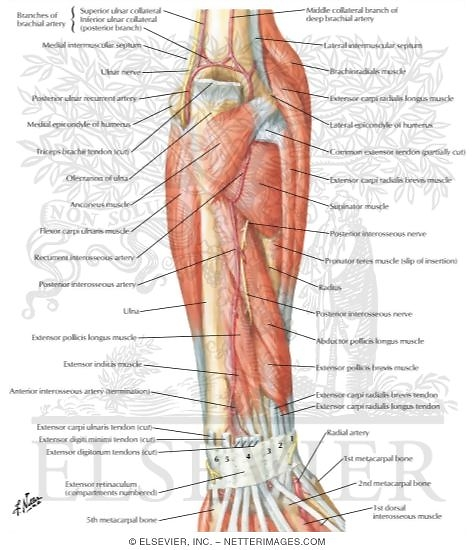 Branches of
brachial artery
Superior ulnar collateral
Inferior ulnar collateral
(posterior branch)
Medial intermuscular septum
Ulnar nerve
Posterior ulnar recurrent artery
Medial epicondyle of humerus
Triceps brachii tendon (cut)
Olecranon of ulna
Anconeus muscle
Flexor carpi ulnaris muscle
Recurrent interosseous artery
Posterior interosseous artery
Ulna
Extensor pollicis longus muscle
Extensor indicis muscle
Anterior interosseous artery (termination)
Extensor carpi ulnaris tendon (cut)
Extensor digiti minimi tendon (cut)
Extensor digitorum tendons (cut)
Extensor retinaculum
(compartments numbered)
5th metacarpal bone
Middle collateral branch of
deep brachial artery
Lateral intermuscular septum
Brachioradialis muscle
Extensor carpi radialis longus muscle
Lateral epicondyle of humerus
Common extensor tendon (partially cut)
Extensor carpi radialis brevis muscle
Supinator muscle
Posterior interosseous nerve
Pronator teres muscle (slip of insertion)
Radius
Posterior interosseous nerve
Abductor pollicis longus muscle
Extensor pollicis brevis muscle
Extensor carpi radialis brevis tendon
Extensor carpi radialis longus tendon
Radial artery
1st metacarpal bone
2nd metacarpal bone
1st dorsal
interosseous muscle
6 5 4 3 2 1
NON SOLUS
ELSEVIER
F. Netter
© ELSEVIER, INC. – NETTERIMAGES.COM